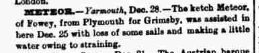 London.
METEOR.—Yarmouth, Dec. 28.—The ketch Meteor,
of Fowey, from Plymouth for Grimsby, was assisted in
here Dec. 25 with loss of some sails and making a little
water owing to straining.
The Austrian barque